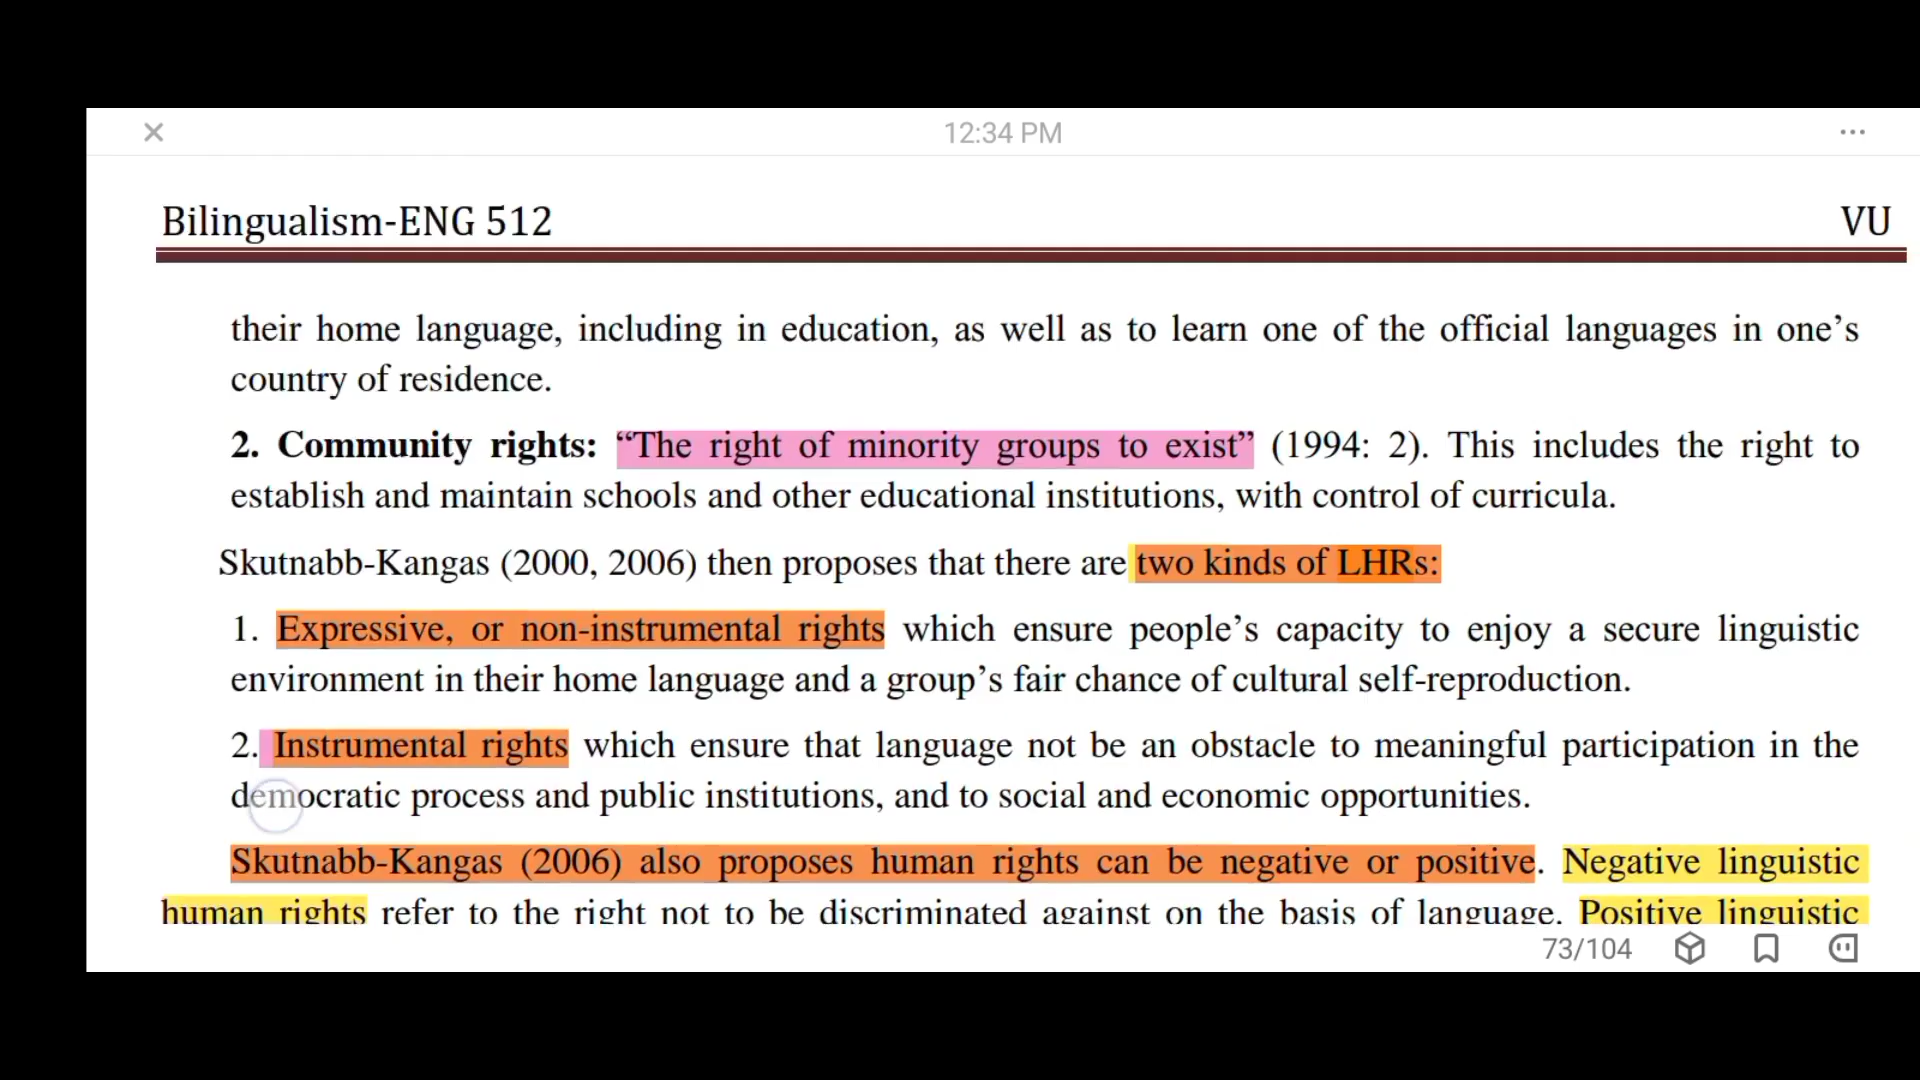 12:34 PM
Bilingualism-ENG 512 VU
their home language, including in education, as well as to learn one of the official languages in one’s
country of residence.
2. Community rights: “The right of minority groups to exist” (1994: 2). This includes the right to
establish and maintain schools and other educational institutions, with control of curricula.
Skutnabb-Kangas (2000, 2006) then proposes that there are two kinds of LHRs:
1. Expressive, or non-instrumental rights which ensure people’s capacity to enjoy a secure linguistic
environment in their home language and a group’s fair chance of cultural self-reproduction.
2. Instrumental rights which ensure that language not be an obstacle to meaningful participation in the
democratic process and public institutions, and to social and economic opportunities.
Skutnabb-Kangas (2006) also proposes human rights can be negative or positive. Negative linguistic
human rights refer to the right not to be discriminated against on the basis of language. Positive linguistic
73/104